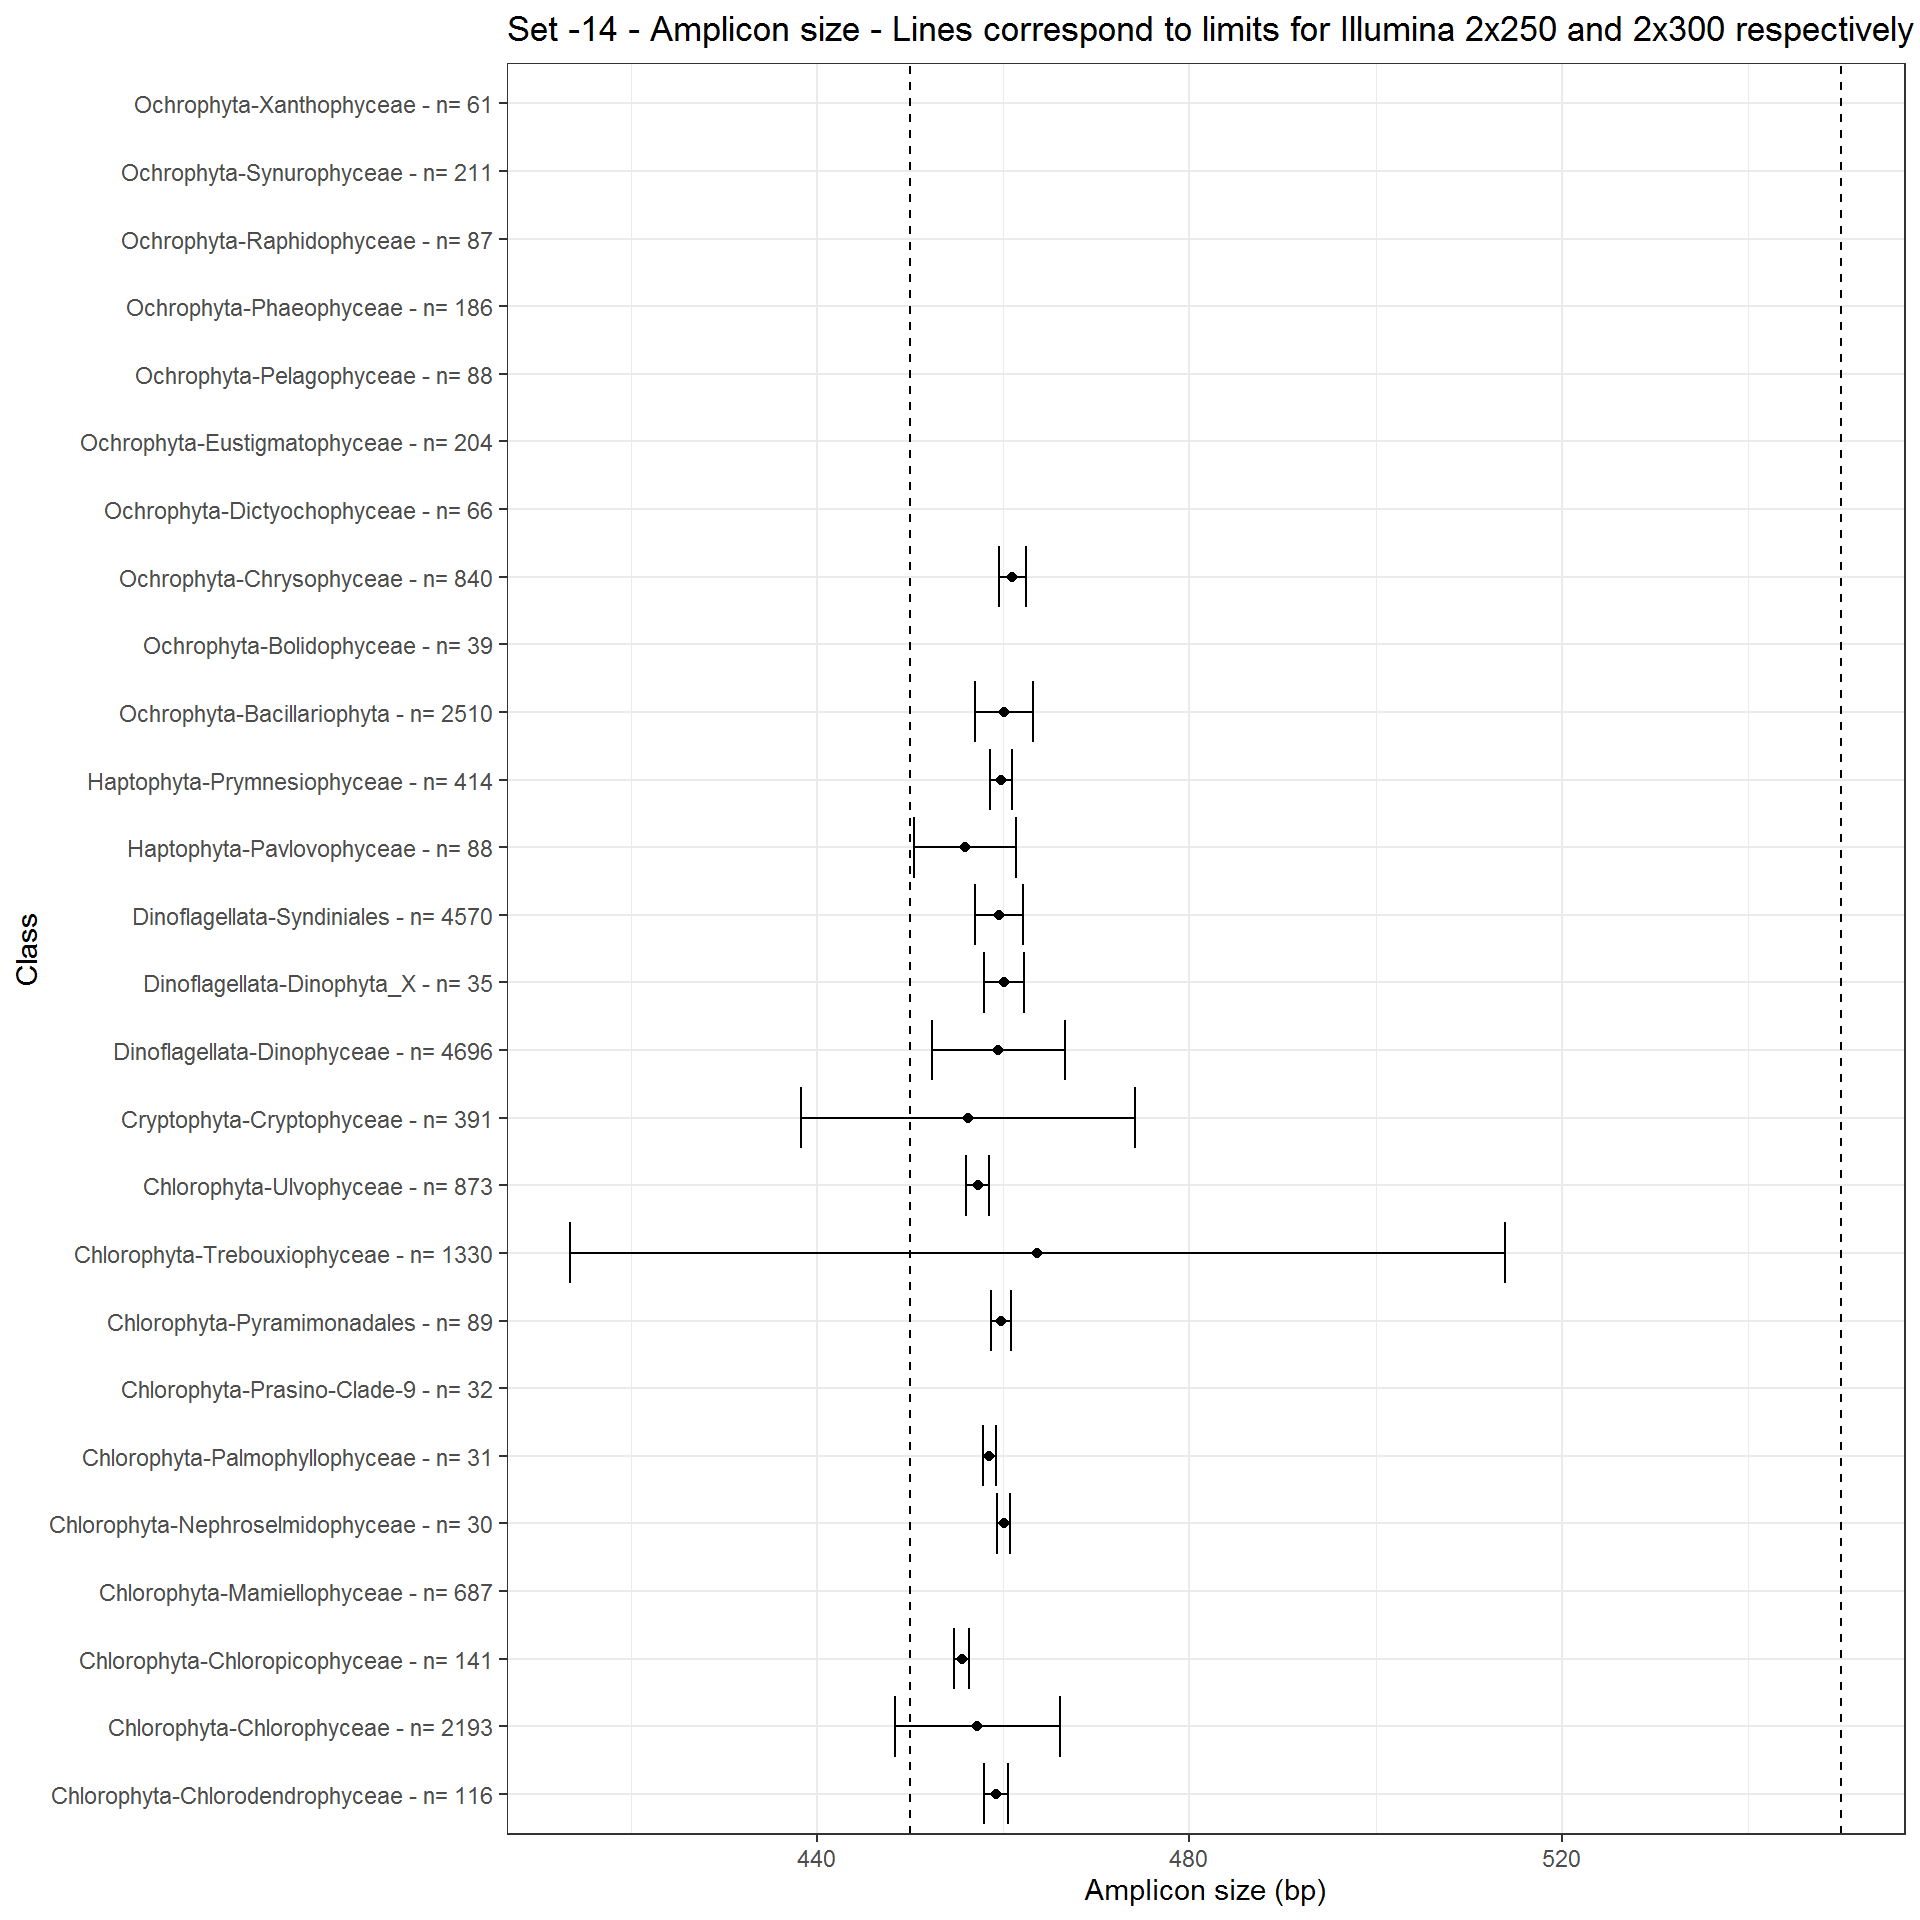 Set -14 - Amplicon size - Lines correspond to limits for Illumina 2x250 and 2x300 respectively
Ochrophyta-Xanthophyceae - n= 61
Ochrophyta-Synurophyceae - n= 211
Ochrophyta-Raphidophyceae - n= 87
Ochrophyta-Phaeophyceae - n= 186
Ochrophyta-Pelagophyceae - n= 88
Ochrophyta-Eustigmatophyceae - n= 204
Ochrophyta-Dictyochophyceae - n= 66
Ochrophyta-Chrysophyceae - n= 840
Ochrophyta-Bolidophyceae - n= 39
Ochrophyta-Bacillariophyta - n= 2510
Haptophyta-Prymnesiophyceae - n= 414
Haptophyta-Pavlovophyceae - n= 88
Dinoflagellata-Syndiniales - n= 4570
Dinoflagellata-Dinophyta_X - n= 35
Dinoflagellata-Dinophyceae - n= 4696
Cryptophyta-Cryptophyceae - n= 391
Chlorophyta-Ulvophyceae - n= 873
Chlorophyta-Trebouxiophyceae - n= 1330
Chlorophyta-Pyramimonadales - n= 89
Chlorophyta-Prasino-Clade-9 - n= 32
Chlorophyta-Palmophyllophyceae - n= 31
Chlorophyta-Nephroselmidophyceae - n= 30
Chlorophyta-Mamiellophyceae - n= 687
Chlorophyta-Chloropicophyceae - n= 141
Chlorophyta-Chlorophyceae - n= 2193
Chlorophyta-Chlorodendrophyceae - n= 116
Class
440 480 520
Amplicon size (bp)